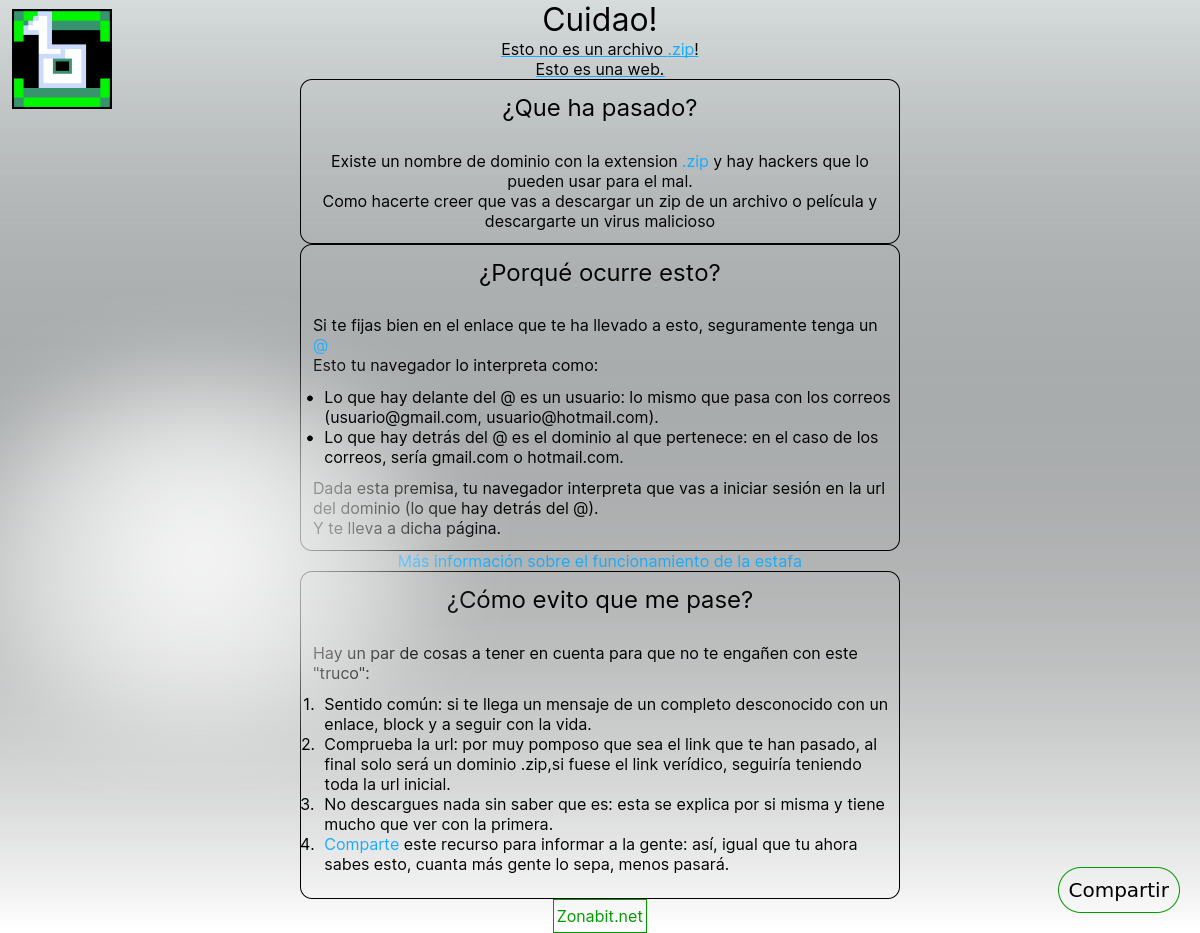 Cuidao!
Esto no es un archivo .zip!
Esto es una web.
¿Que ha pasado?
Existe un nombre de dominio con la extension .zip y hay hackers que lo
pueden usar para el mal.
Como hacerte creer que vas a descargar un zip de un archivo o película y
descargarte un virus malicioso
¿Porqué ocurre esto?
Si te fijas bien en el enlace que te ha llevado a esto, seguramente tenga un
@
Esto tu navegador lo interpreta como:
• Lo que hay delante del @ es un usuario: lo mismo que pasa con los correos
(usuario@gmail.com, usuario@hotmail.com).
• Lo que hay detrás del @ es el dominio al que pertenece: en el caso de los
correos, sería gmail.com o hotmail.com.
Dada esta premisa, tu navegador interpreta que vas a iniciar sesión en la url
del dominio (lo que hay detrás del @).
Y te lleva a dicha página.
Más información sobre el funcionamiento de la estafa
¿Cómo evito que me pase?
Hay un par de cosas a tener en cuenta para que no te engañen con este
"truco":
1. Sentido común: si te llega un mensaje de un completo desconocido con un
enlace, block y a seguir con la vida.
2. Comprueba la url: por muy pomposo que sea el link que te han pasado, al
final solo será un dominio .zip,si fuese el link verídico, seguiría teniendo
toda la url inicial.
3. No descargues nada sin saber que es: esta se explica por si misma y tiene
mucho que ver con la primera.
4. Comparte este recurso para informar a la gente: así, igual que tu ahora
sabes esto, cuanta más gente lo sepa, menos pasará.
Compartir
Zonabit.net